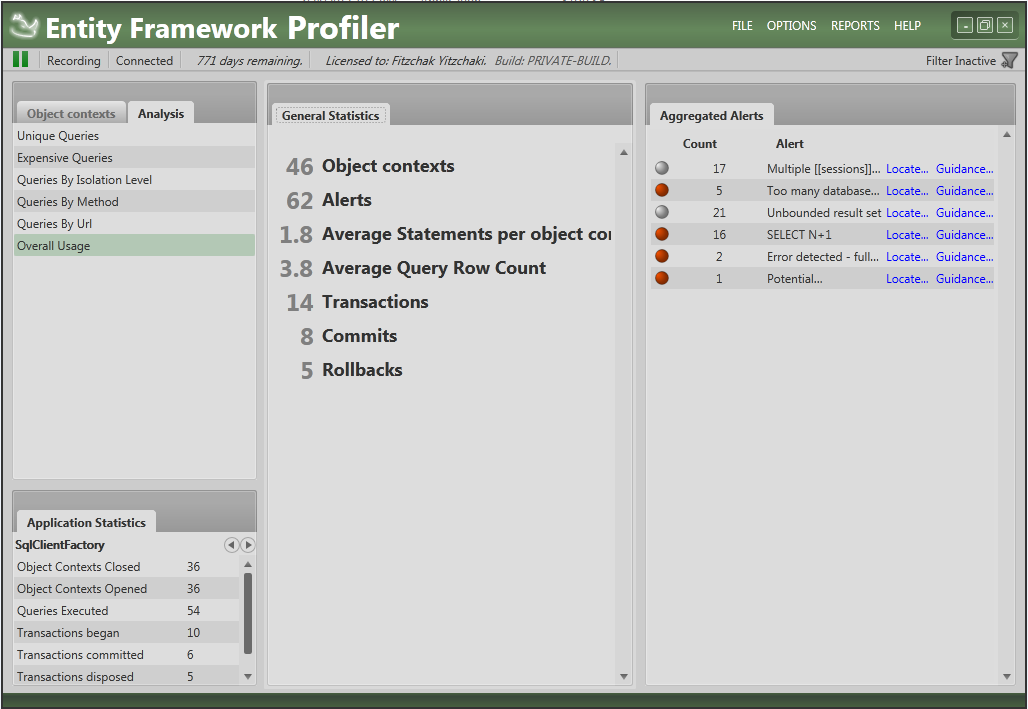 Entity Framework Profiler
FILE OPTIONS REPORTS HELP
Recording Connected 771 days remaining. Licensed to: Fitzchak Yitzchaki. Build: PRIVATE-BUILD. Filter Inactive
Object contexts Analysis
Unique Queries
Expensive Queries
Queries By Isolation Level
Queries By Method
Queries By Url
Overall Usage
Application Statistics
SqlClientFactory
Object Contexts Closed 36
Object Contexts Opened 36
Queries Executed 54
Transactions began 10
Transactions committed 6
Transactions disposed 5
General Statistics
46 Object contexts
62 Alerts
1.8 Average Statements per object co
3.8 Average Query Row Count
14 Transactions
8 Commits
5 Rollbacks
Aggregated Alerts
Count Alert
17 Multiple [[sessions]]... Locate... Guidance...
5 Too many database... Locate... Guidance...
21 Unbounded result set Locate... Guidance...
16 SELECT N+1 Locate... Guidance...
2 Error detected - full... Locate... Guidance...
1 Potential... Locate... Guidance...